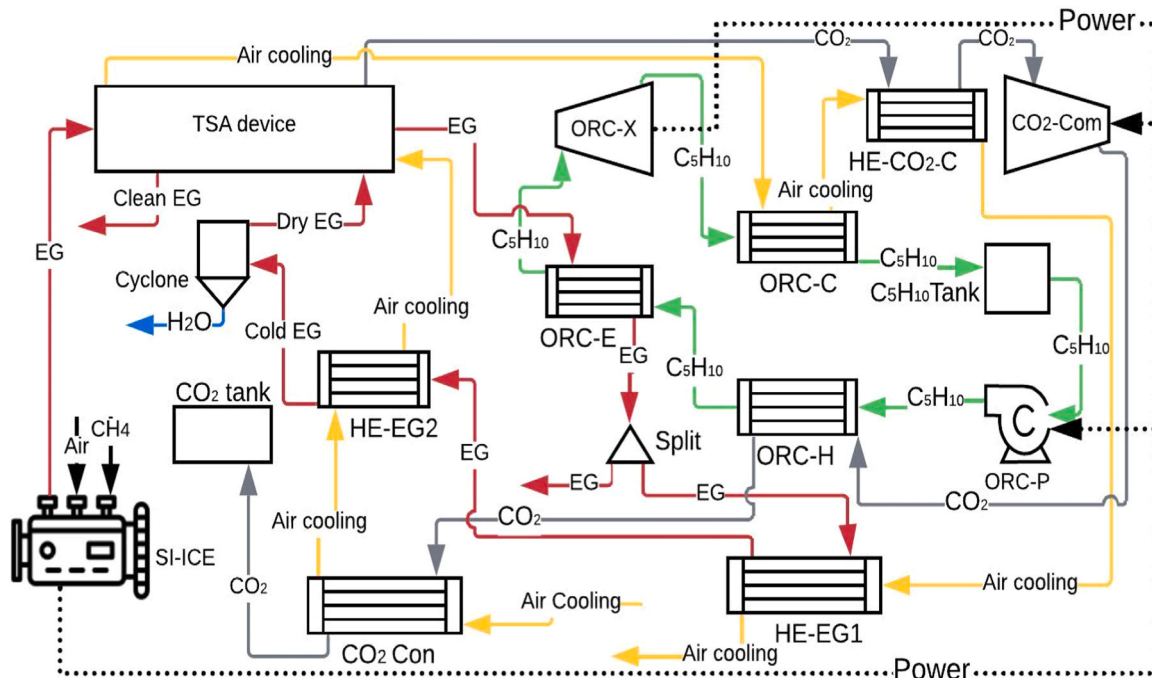 Power
CO₂
CO₂
Air cooling
TSA device
EG
ORC-X
CO₂-Com
C₅H₁₀
HE-CO₂-C
Air cooling
Clean EG
Dry EG
EG
C₅H₁₀
Cyclone
C₅H₁₀
ORC-C
C₅H₁₀Tank
H₂O
Cold EG
Air cooling
ORC-E
EG
C₅H₁₀
C₅H₁₀
CO₂ tank
HE-EG2
C₅H₁₀
Air
CH4
EG
Split
ORC-H
C
ORC-P
EG
EG
CO₂
CO₂
Air cooling
SI-ICE
CO₂
Air Cooling
Air cooling
HE-EG1
CO₂ Con
Air cooling
Power